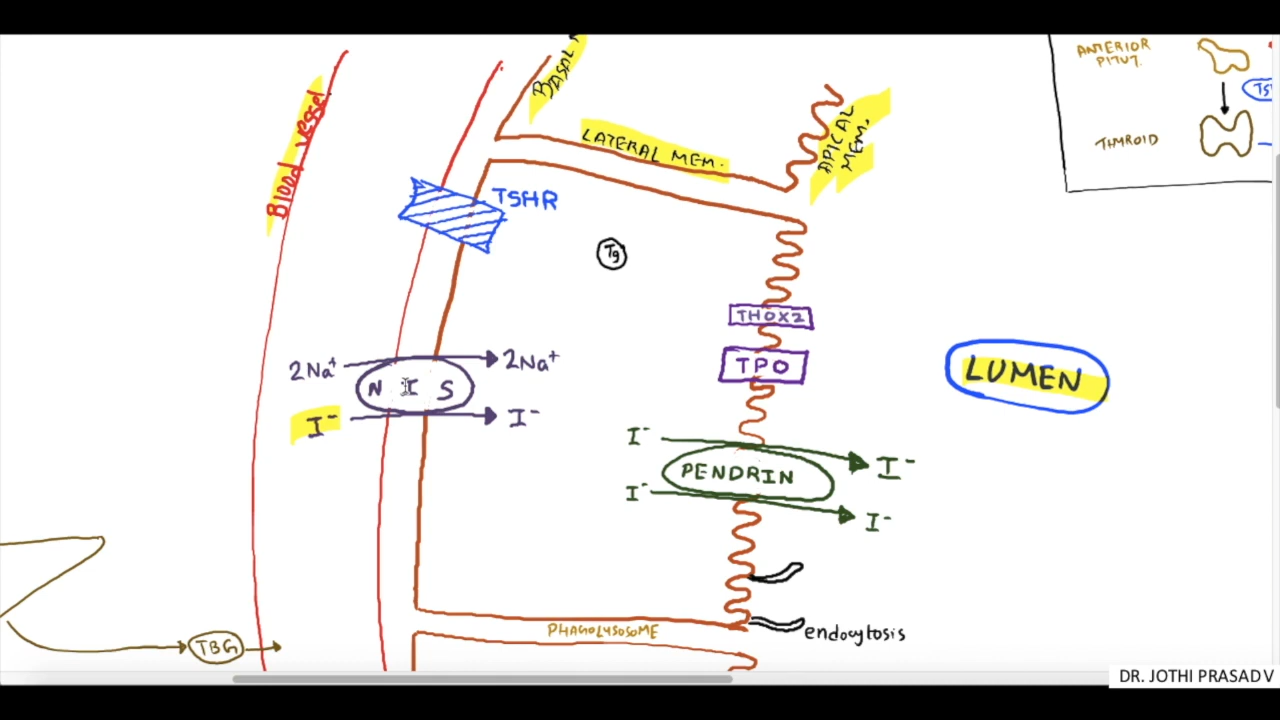 ANTERIOR
PITUT.
THYROID
Blood vessel
BASAL
LATERAL MEM.
APICAL
MEM.
TSHR
Tg
THOX2
TPO
LUMEN
2Na+
2Na+
N I S
I-
I-
I-
I-
PENDRIN
I-
I-
endocytosis
PHAGOLYSOSOME
TBG
DR. JOTHI PRASAD V